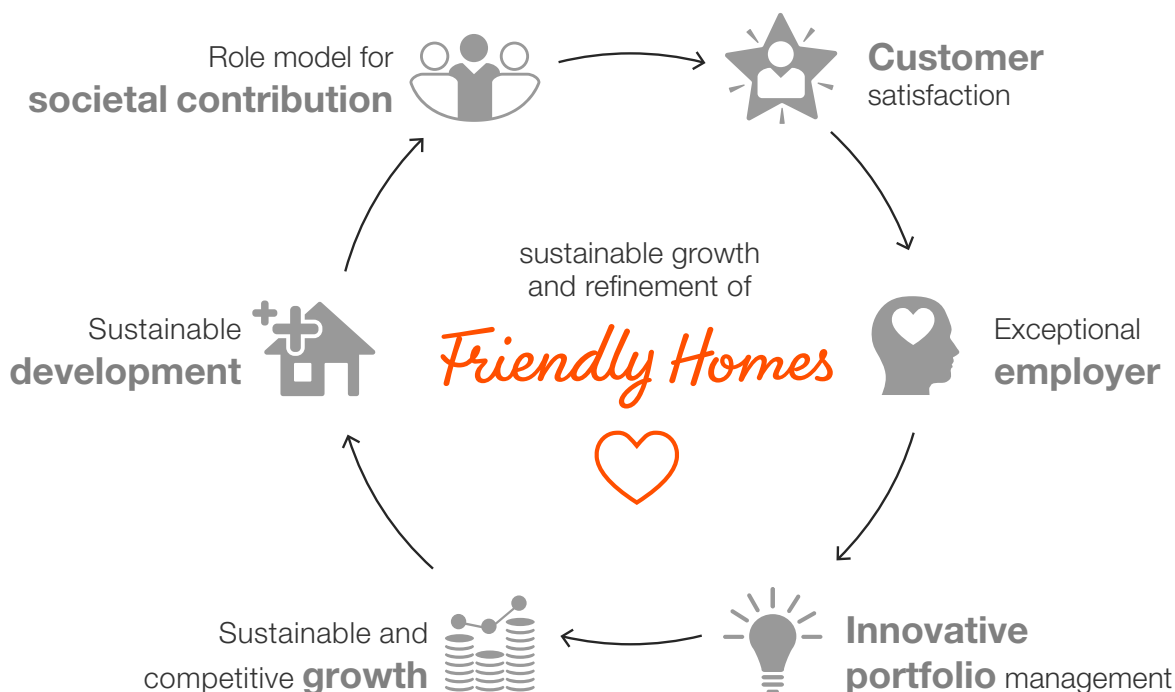 Role model for
societal contribution
Customer
satisfaction
sustainable growth
and refinement of
Friendly Homes
Sustainable
development
Exceptional
employer
Sustainable and
competitive growth
Innovative
portfolio management